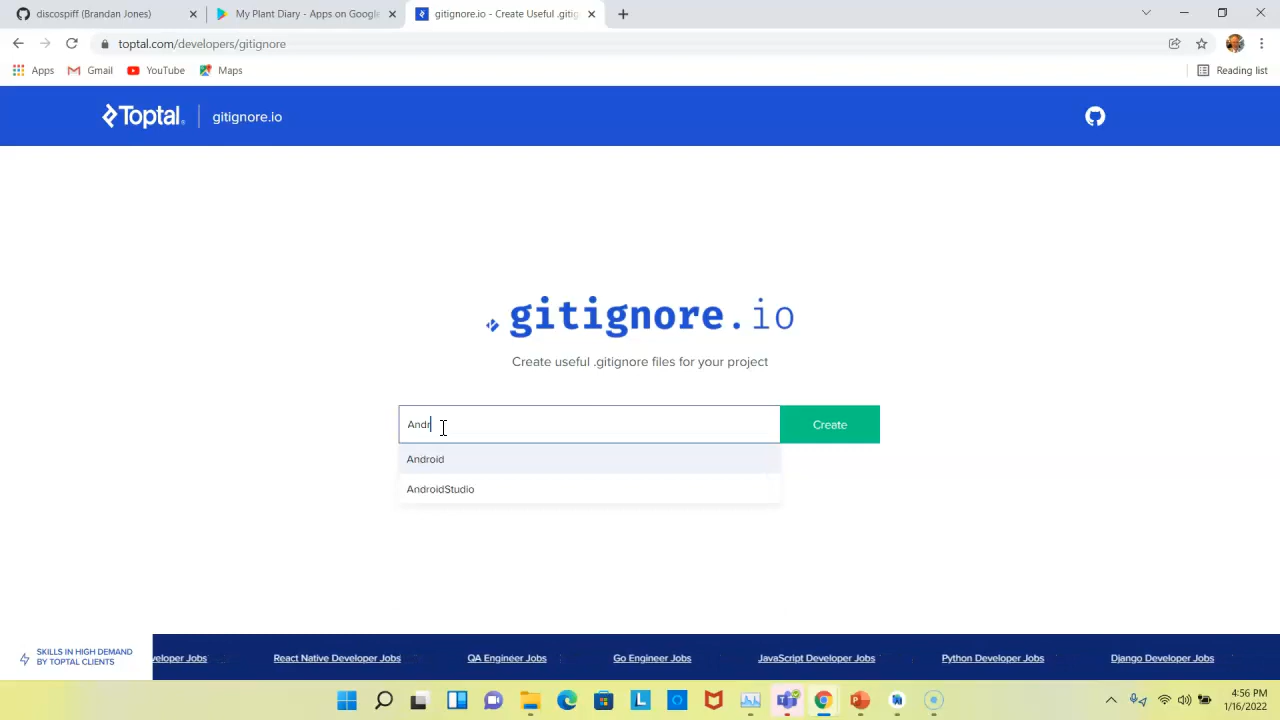 discospiff (Brandan Jones)
My Plant Diary - Apps on Google
gitignore.io - Create Useful .gitig
toptal.com/developers/gitignore
Apps
Gmail
YouTube
Maps
Reading list
Toptal
gitignore.io
.gitignore.io
Create useful .gitignore files for your project
Andr
Create
Android
AndroidStudio
SKILLS IN HIGH DEMAND
BY TOPTAL CLIENTS
veloper Jobs
React Native Developer Jobs
QA Engineer Jobs
Go Engineer Jobs
JavaScript Developer Jobs
Python Developer Jobs
Django Developer Jobs
4:56 PM
1/16/2022